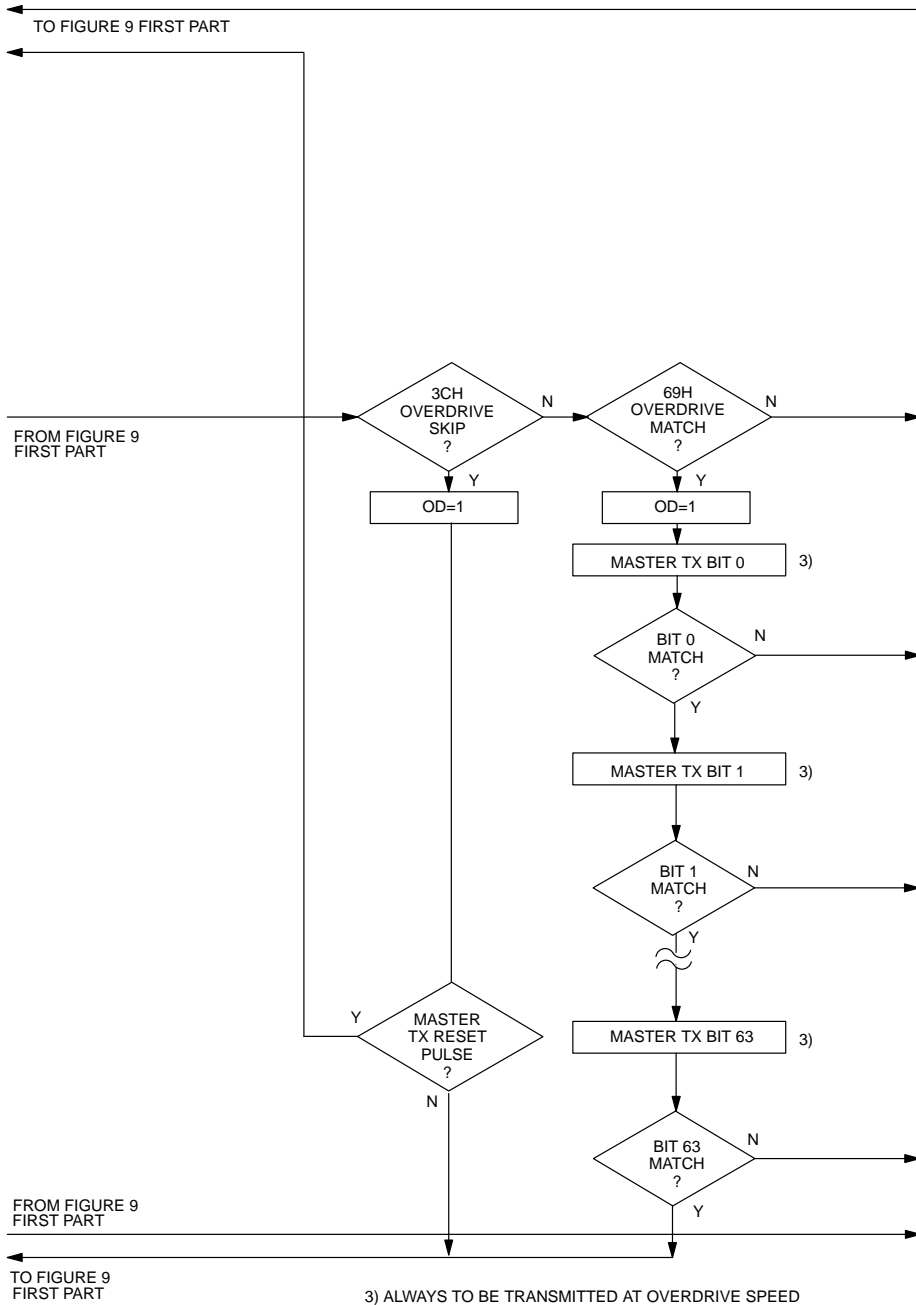 TO FIGURE 9 FIRST PART
3CH
OVERDRIVE
SKIP
?
N
69H
OVERDRIVE
MATCH
?
N
FROM FIGURE 9
FIRST PART
Y
Y
OD=1
OD=1
MASTER TX BIT 0
3)
BIT 0
MATCH
?
N
Y
MASTER TX BIT 1
3)
BIT 1
MATCH
?
N
Y
Y
MASTER
TX RESET
PULSE
?
N
MASTER TX BIT 63
3)
BIT 63
MATCH
?
N
Y
FROM FIGURE 9
FIRST PART
TO FIGURE 9
FIRST PART
3) ALWAYS TO BE TRANSMITTED AT OVERDRIVE SPEED